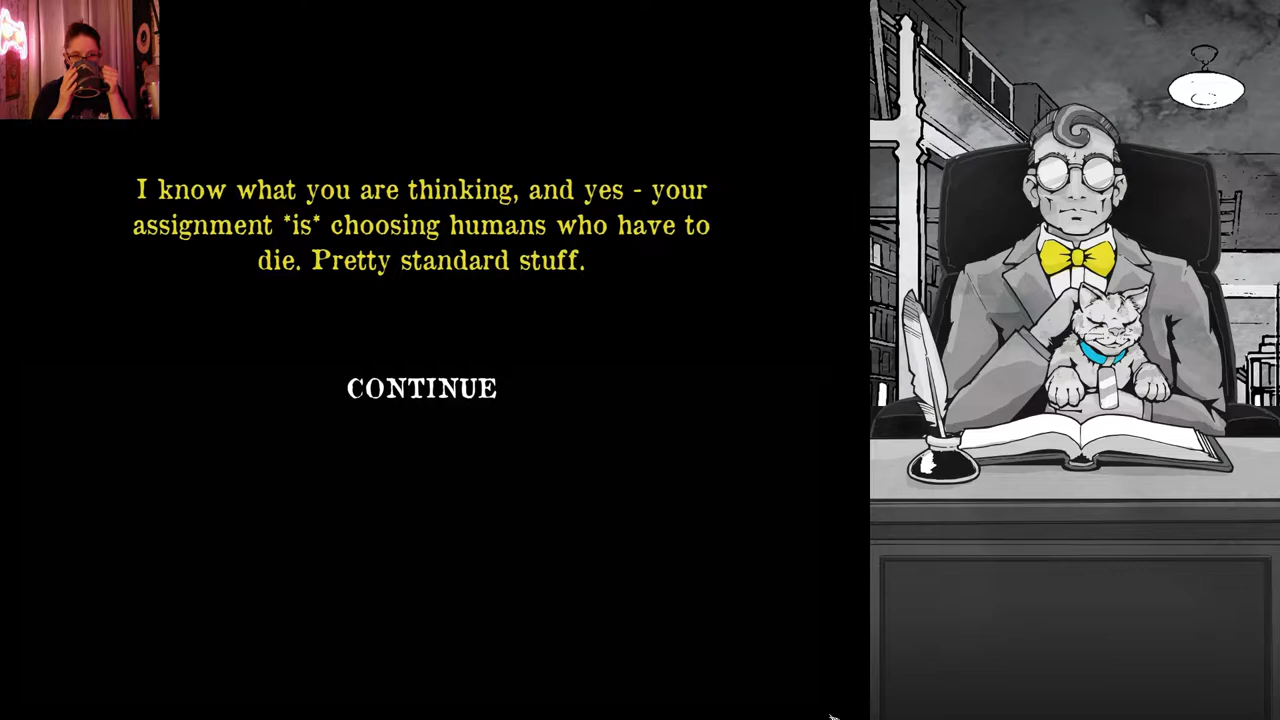 I know what you are thinking, and yes - your
assignment *is* choosing humans who have to
die. Pretty standard stuff.
CONTINUE